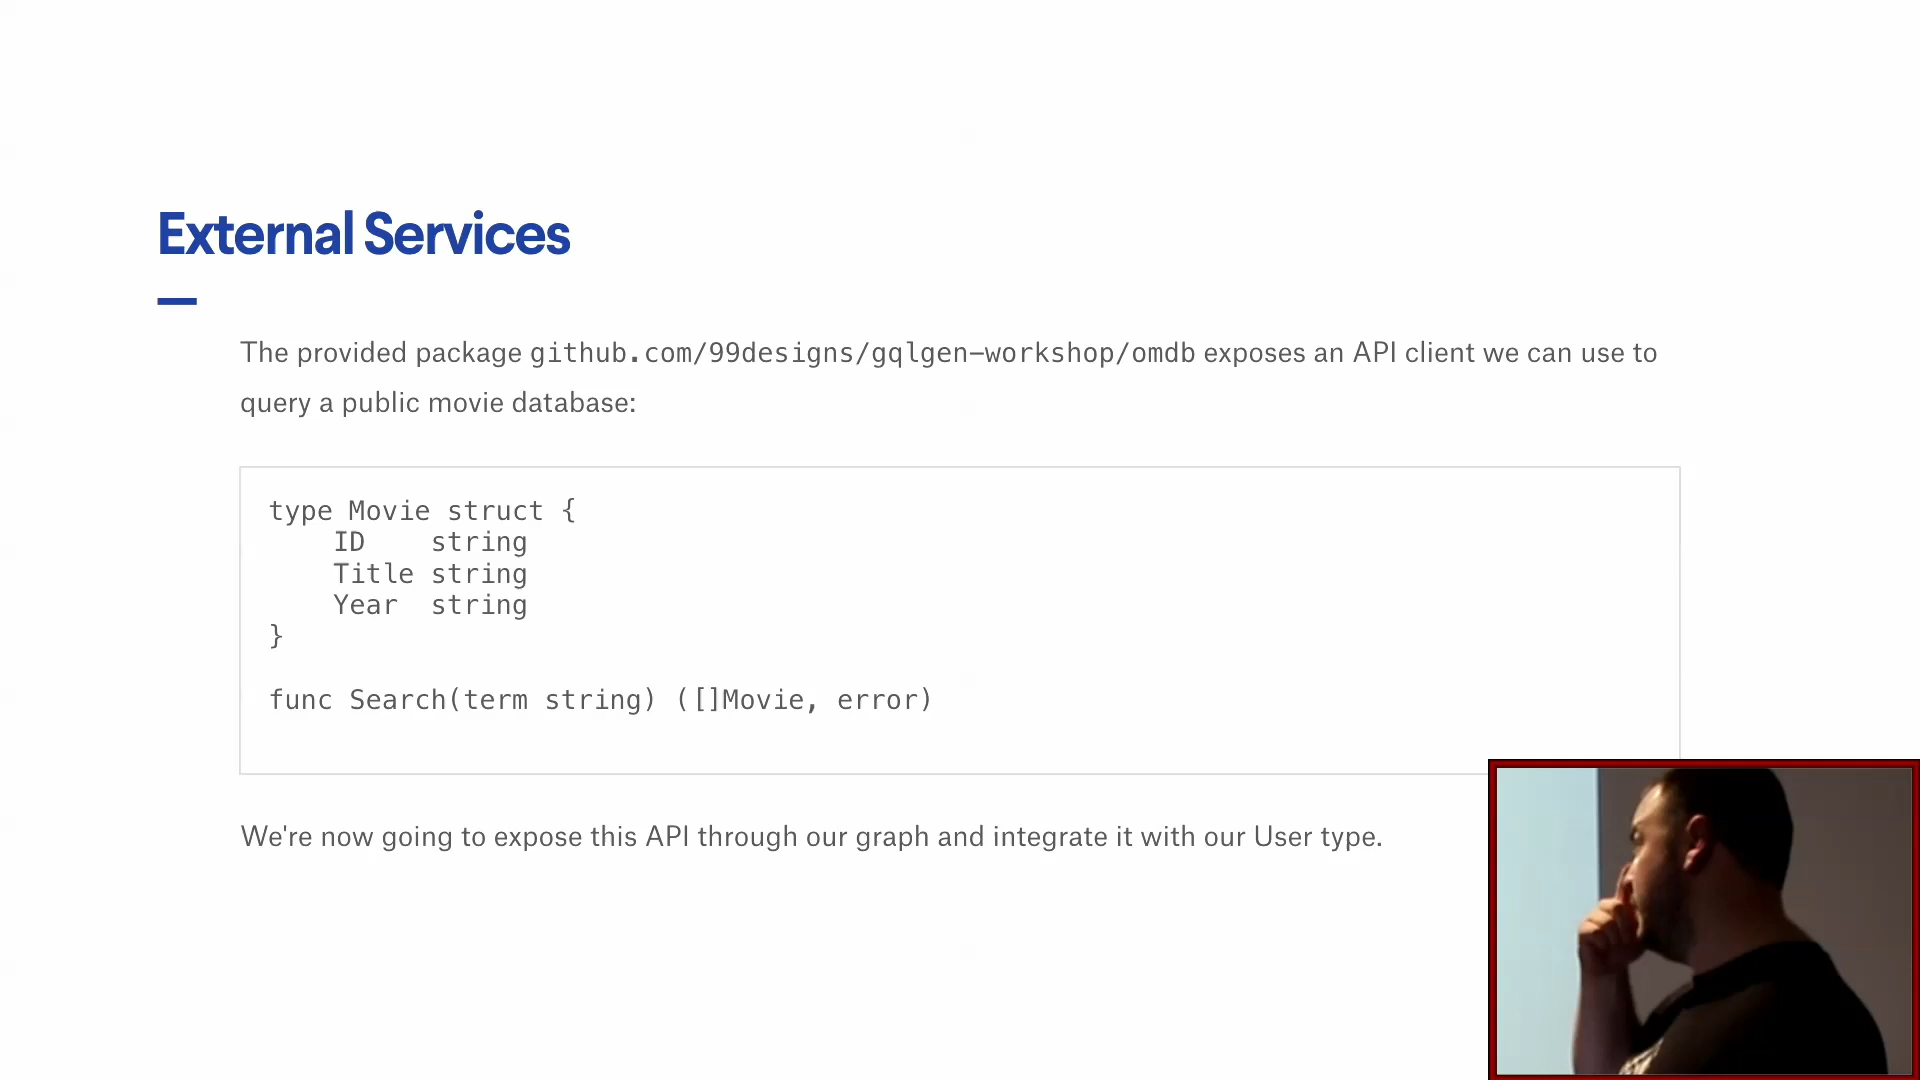 External Services
The provided package github.com/99designs/gqlgen-workshop/omdb exposes an API client we can use to
query a public movie database:
type Movie struct {
    ID    string
    Title string
    Year  string
}
func Search(term string) ([]Movie, error)
We're now going to expose this API through our graph and integrate it with our User type.